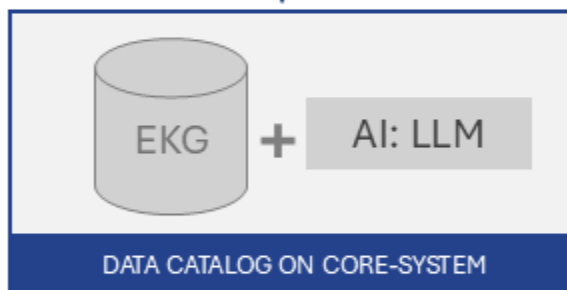 EKG + AI: LLM
DATA CATALOG ON CORE-SYSTEM